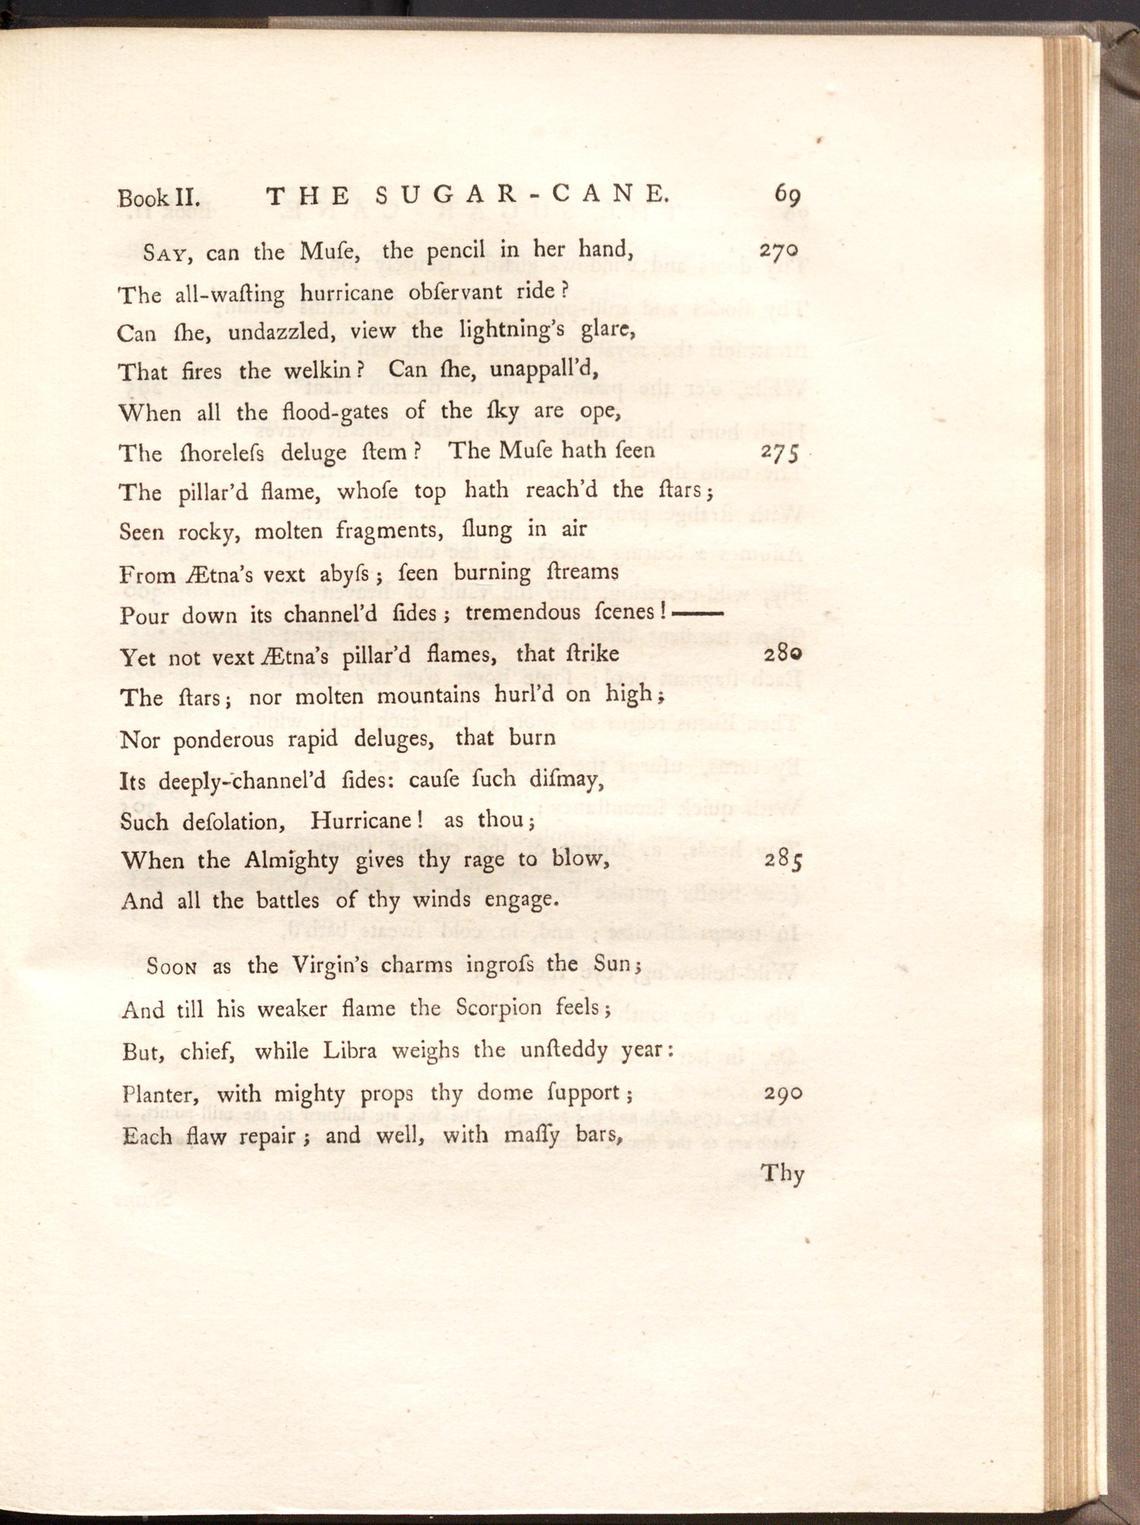 Book II. THE SUGAR-CANE. 69
SAY, can the Muſe, the pencil in her hand, 270
The all-waſting hurricane obſervant ride?
Can ſhe, undazzled, view the lightning's glare,
That fires the welkin? Can ſhe, unappall'd,
When all the flood-gates of the ſky are ope,
The ſhoreleſs deluge ſtem? The Muſe hath ſeen 275
The pillar'd flame, whoſe top hath reach'd the ſtars;
Seen rocky, molten fragments, ſlung in air
From Ætna's vext abyſs; ſeen burning ſtreams
Pour down its channel'd ſides; tremendous ſcenes!——
Yet not vext Ætna's pillar'd flames, that ſtrike 280
The ſtars; nor molten mountains hurl'd on high;
Nor ponderous rapid deluges, that burn
Its deeply-channel'd ſides: cauſe ſuch diſmay,
Such deſolation, Hurricane! as thou;
When the Almighty gives thy rage to blow, 285
And all the battles of thy winds engage.
SOON as the Virgin's charms ingroſs the Sun;
And till his weaker flame the Scorpion feels;
But, chief, while Libra weighs the unſteddy year:
Planter, with mighty props thy dome ſupport; 290
Each flaw repair; and well, with maſſy bars,
Thy